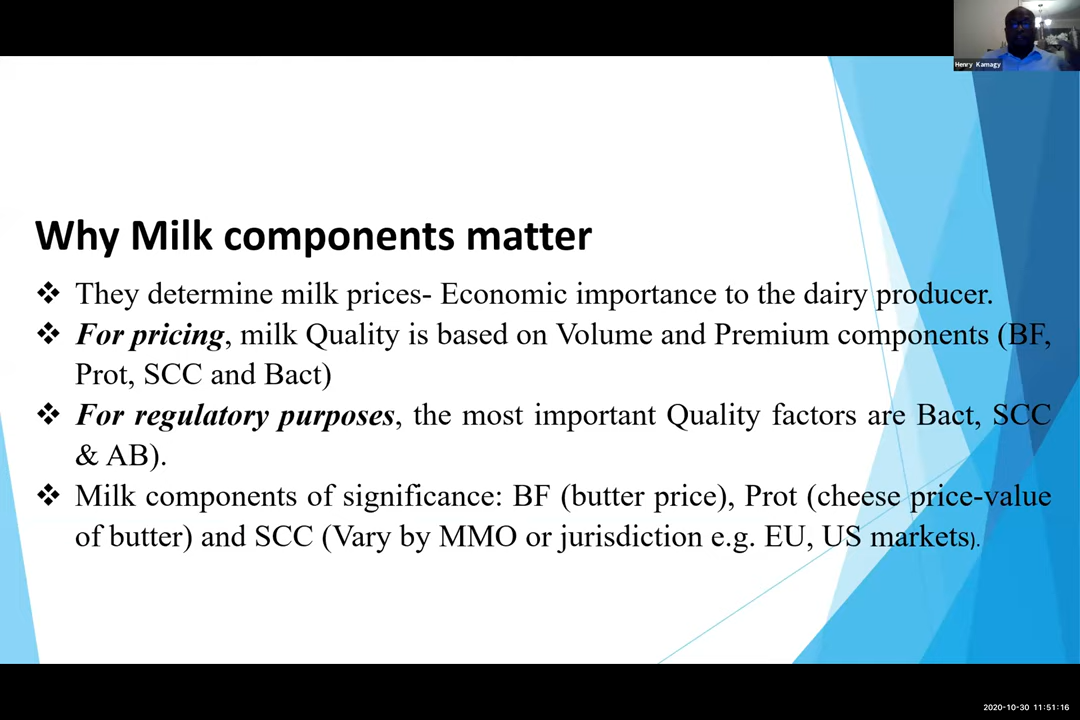 Henry Kamagy
Why Milk components matter
❖ They determine milk prices- Economic importance to the dairy producer.
❖ For pricing, milk Quality is based on Volume and Premium components (BF,
Prot, SCC and Bact)
❖ For regulatory purposes, the most important Quality factors are Bact, SCC
& AB).
❖ Milk components of significance: BF (butter price), Prot (cheese price-value
of butter) and SCC (Vary by MMO or jurisdiction e.g. EU, US markets).
2020-10-30 11:51:16